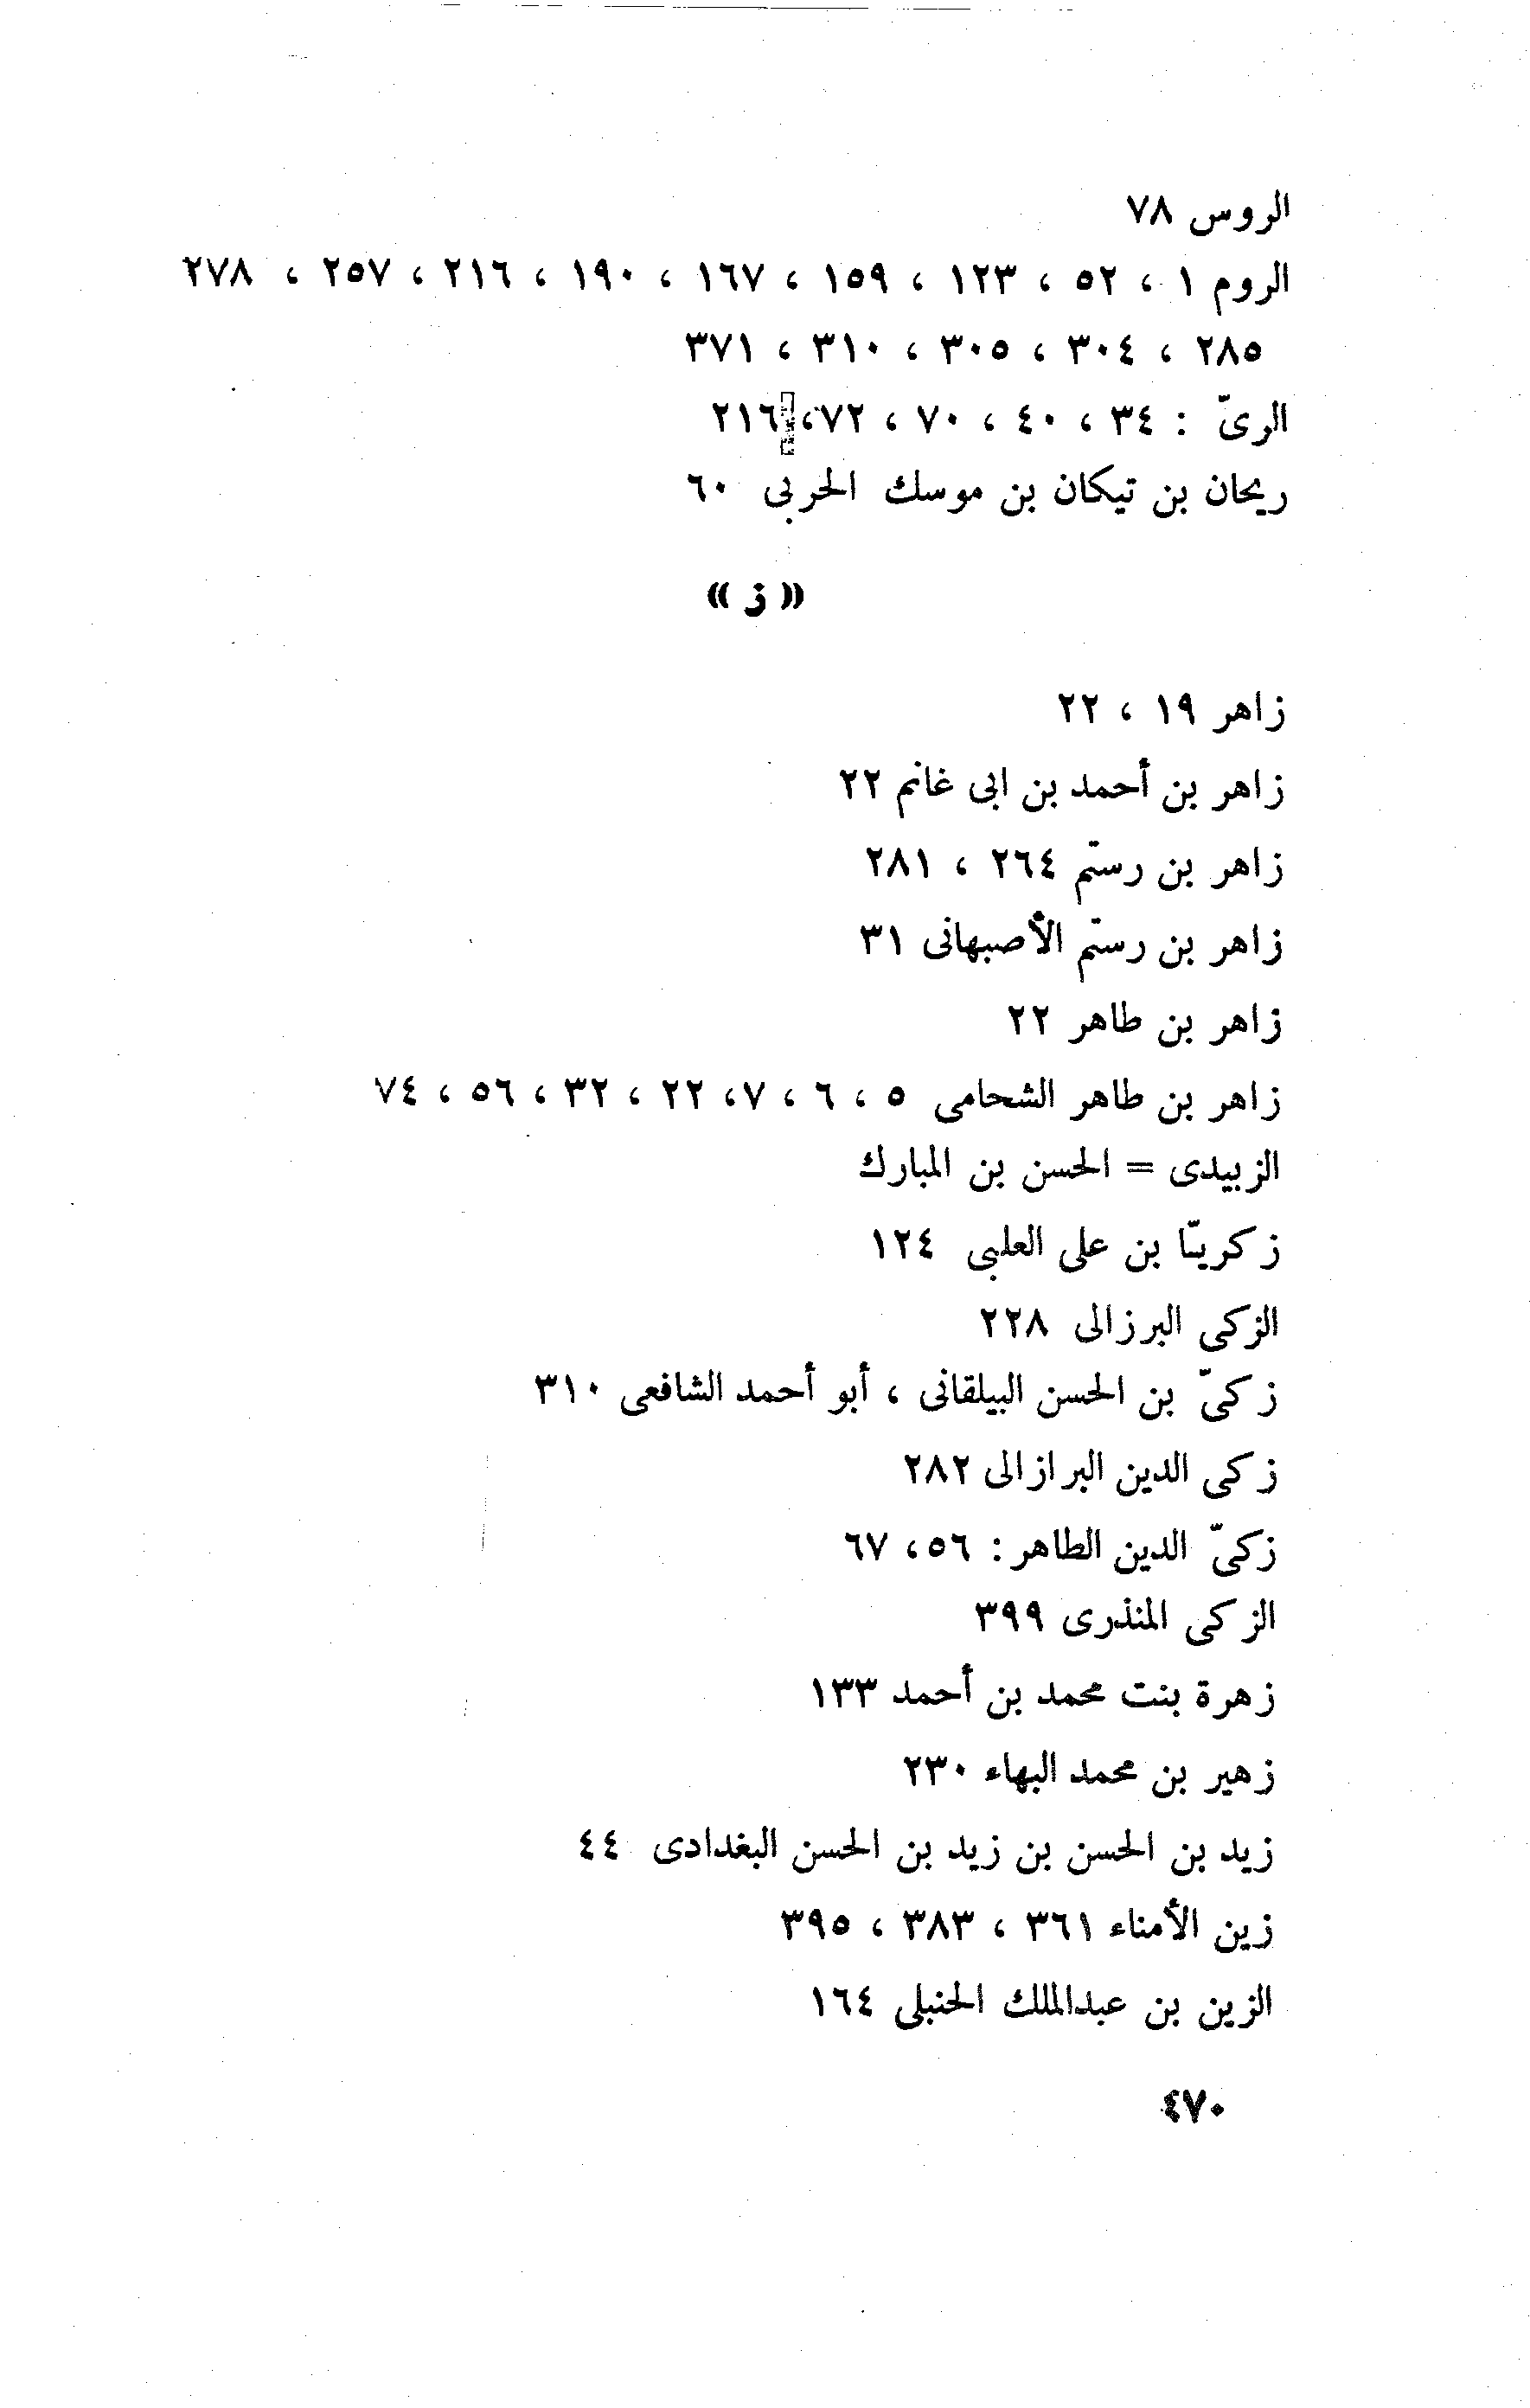 الروس ٧٨
الروم ١ ، ٥٢ ، ١٢٣ ، ١٥٩ ، ١٦٧ ، ١٩٠ ، ٢١٦ ، ٢٥٧ ، ٢٧٨
٢٨٥ ، ٣٠٤ ، ٣٠٥ ، ٣١٠ ، ٣٧١
الرىّ : ٣٤ ، ٤٠ ، ٧٠ ، ٧٢، ٢١٦
ريحان بن تيكان بن موسك الحربى ٦٠
« ز »
زاهر ١٩ ، ٢٢
زاهر بن أحمد بن ابى غانم ٢٢
زاهر بن رستم ٢٦٤ ، ٢٨١
زاهر بن رستم الأصبهانى ٣١
زاهر بن طاهر ٢٢
زاهر بن طاهر الشحامى ٥ ، ٦ ، ٧، ٢٢ ، ٣٢ ، ٥٦ ، ٧٤
الزبيدى = الحسن بن المبارك
زكريّا بن على العلبى ١٢٤
الزكى البرزالى ٢٢٨
زكىّ بن الحسن البيلقانى ، أبو أحمد الشافعى ٣١٠
زكى الدين البرازالى ٢٨٢
زكىّ الدين الطاهر : ٥٦، ٦٧
الزكى المنذرى ٣٩٩
زهرة بنت محمد بن أحمد ١٣٣
زهير بن محمد البهاء ٢٣٠
زيد بن الحسن بن زيد بن الحسن البغدادى ٤٤
زين الأمناء ٣٦١ ، ٣٨٣ ، ٣٩٥
الزين بن عبدالملك الحنبلى ١٦٤
٤٧٠